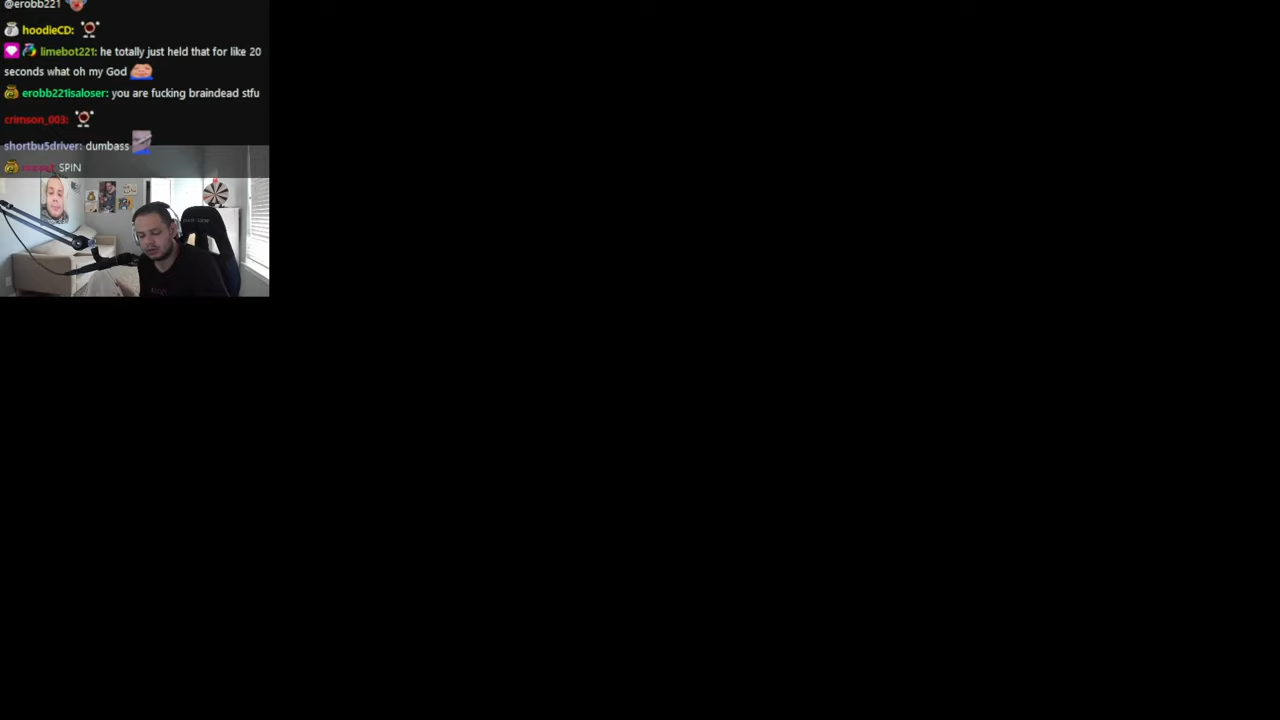 @erobb221
hoodieCD:
limebot221: he totally just held that for like 20
seconds what oh my God
erobb221isaloser: you are fucking braindead stfu
crimson_003:
shortbu5driver: dumbass
SPIN